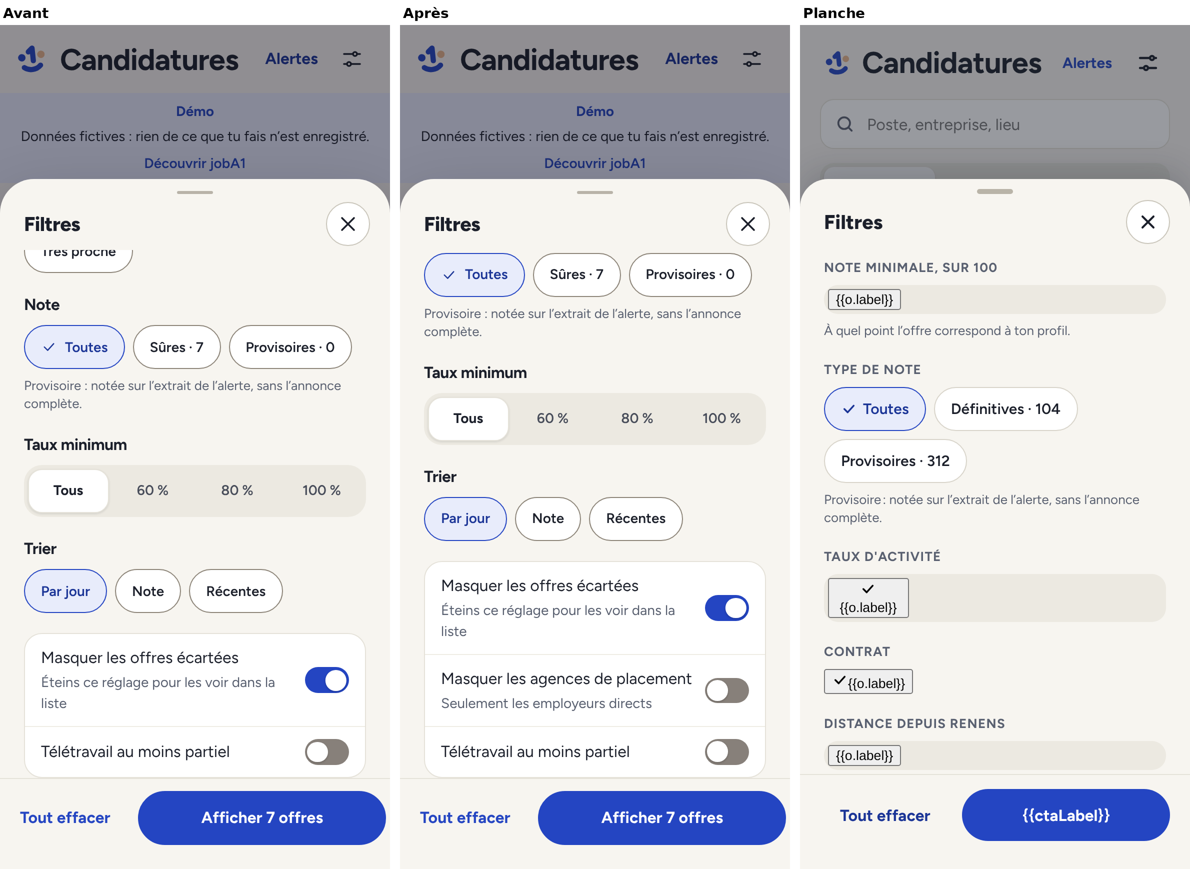 Avant
Candidatures
Alertes
Démo
Données fictives : rien de ce que tu fais n’est enregistré.
Découvrir jobA1
Filtres
Très proche
Note
Toutes
Sûres · 7
Provisoires · 0
Provisoire : notée sur l’extrait de l’alerte, sans l’annonce
complète.
Taux minimum
Tous
60 %
80 %
100 %
Trier
Par jour
Note
Récentes
Masquer les offres écartées
Éteins ce réglage pour les voir dans la
liste
Télétravail au moins partiel
Tout effacer
Afficher 7 offres
Après
Candidatures
Alertes
Démo
Données fictives : rien de ce que tu fais n’est enregistré.
Découvrir jobA1
Filtres
Toutes
Sûres · 7
Provisoires · 0
Provisoire : notée sur l’extrait de l’alerte, sans l’annonce
complète.
Taux minimum
Tous
60 %
80 %
100 %
Trier
Par jour
Note
Récentes
Masquer les offres écartées
Éteins ce réglage pour les voir dans la
liste
Masquer les agences de placement
Seulement les employeurs directs
Télétravail au moins partiel
Tout effacer
Afficher 7 offres
Planche
Candidatures
Alertes
Poste, entreprise, lieu
Filtres
NOTE MINIMALE, SUR 100
{{o.label}}
À quel point l’offre correspond à ton profil.
TYPE DE NOTE
Toutes
Définitives · 104
Provisoires · 312
Provisoire : notée sur l’extrait de l’alerte, sans l’annonce
complète.
TAUX D'ACTIVITÉ
{{o.label}}
CONTRAT
{{o.label}}
DISTANCE DEPUIS RENENS
{{o.label}}
Tout effacer
{{ctaLabel}}